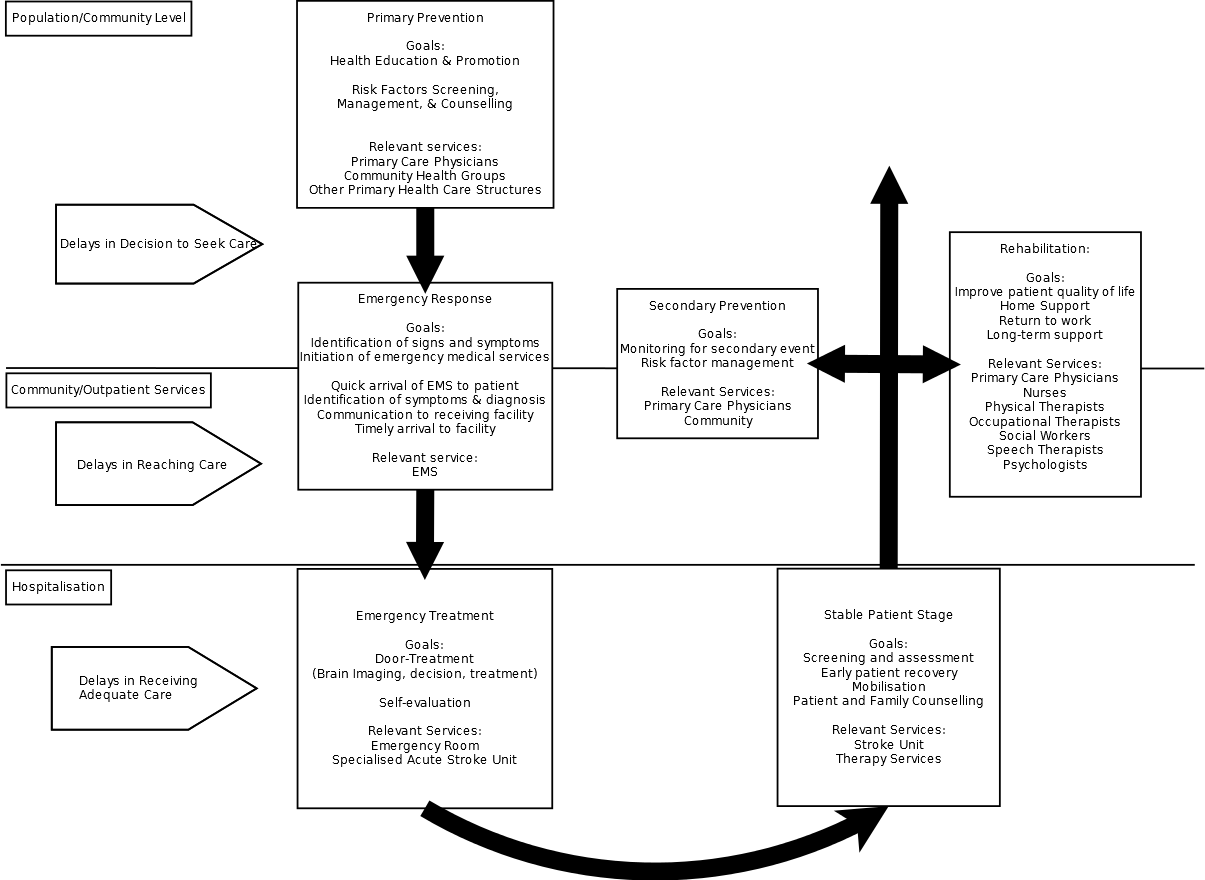 Population/Community Level
Primary Prevention
Goals:
Health Education & Promotion
Risk Factors Screening,
Management, & Counselling
Relevant services:
Primary Care Physicians
Community Health Groups
Other Primary Health Care Structures
Delays in Decision to Seek Care
Emergency Response
Goals:
Identification of signs and symptoms
Initiation of emergency medical services
Quick arrival of EMS to patient
Identification of symptoms & diagnosis
Communication to receiving facility
Timely arrival to facility
Relevant service:
EMS
Secondary Prevention
Goals:
Monitoring for secondary event
Risk factor management
Relevant Services:
Primary Care Physicians
Community
Rehabilitation:
Goals:
Improve patient quality of life
Home Support
Return to work
Long-term support
Relevant Services:
Primary Care Physicians
Nurses
Physical Therapists
Occupational Therapists
Social Workers
Speech Therapists
Psychologists
Community/Outpatient Services
Delays in Reaching Care
Hospitalisation
Delays in Receiving
Adequate Care
Emergency Treatment
Goals:
Door-Treatment
(Brain Imaging, decision, treatment)
Self-evaluation
Relevant Services:
Emergency Room
Specialised Acute Stroke Unit
Stable Patient Stage
Goals:
Screening and assessment
Early patient recovery
Mobilisation
Patient and Family Counselling
Relevant Services:
Stroke Unit
Therapy Services